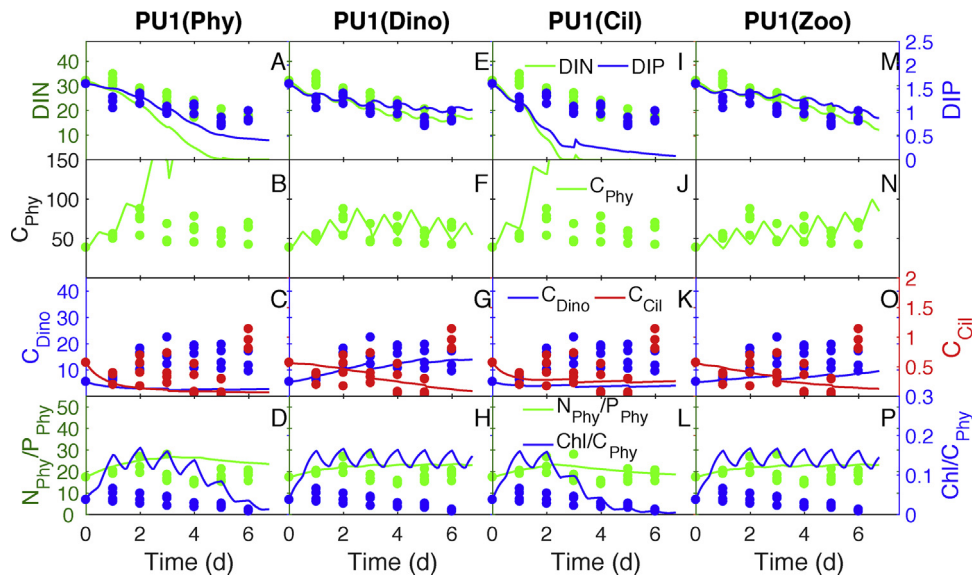 PU1(Phy) PU1(Dino) PU1(Cil) PU1(Zoo)
40 A E DIN DIP I M 2.5
30 2
20 1.5
10 1
0.5
DIN DIP
150 B F C_Phy J N 0
100
50
C_Phy
40 C G C_Dino C_Cil K O 2
30 1.5
20 1
10 0.5
C_Dino C_Cil
50 D H N_Phy/P_Phy L P 0.3
40 Chl/C_Phy 0.2
30
20 0.1
10
0 0
N_Phy/P_Phy Chl/C_Phy
0 2 4 6 0 2 4 6 0 2 4 6 0 2 4 6
Time (d) Time (d) Time (d) Time (d)